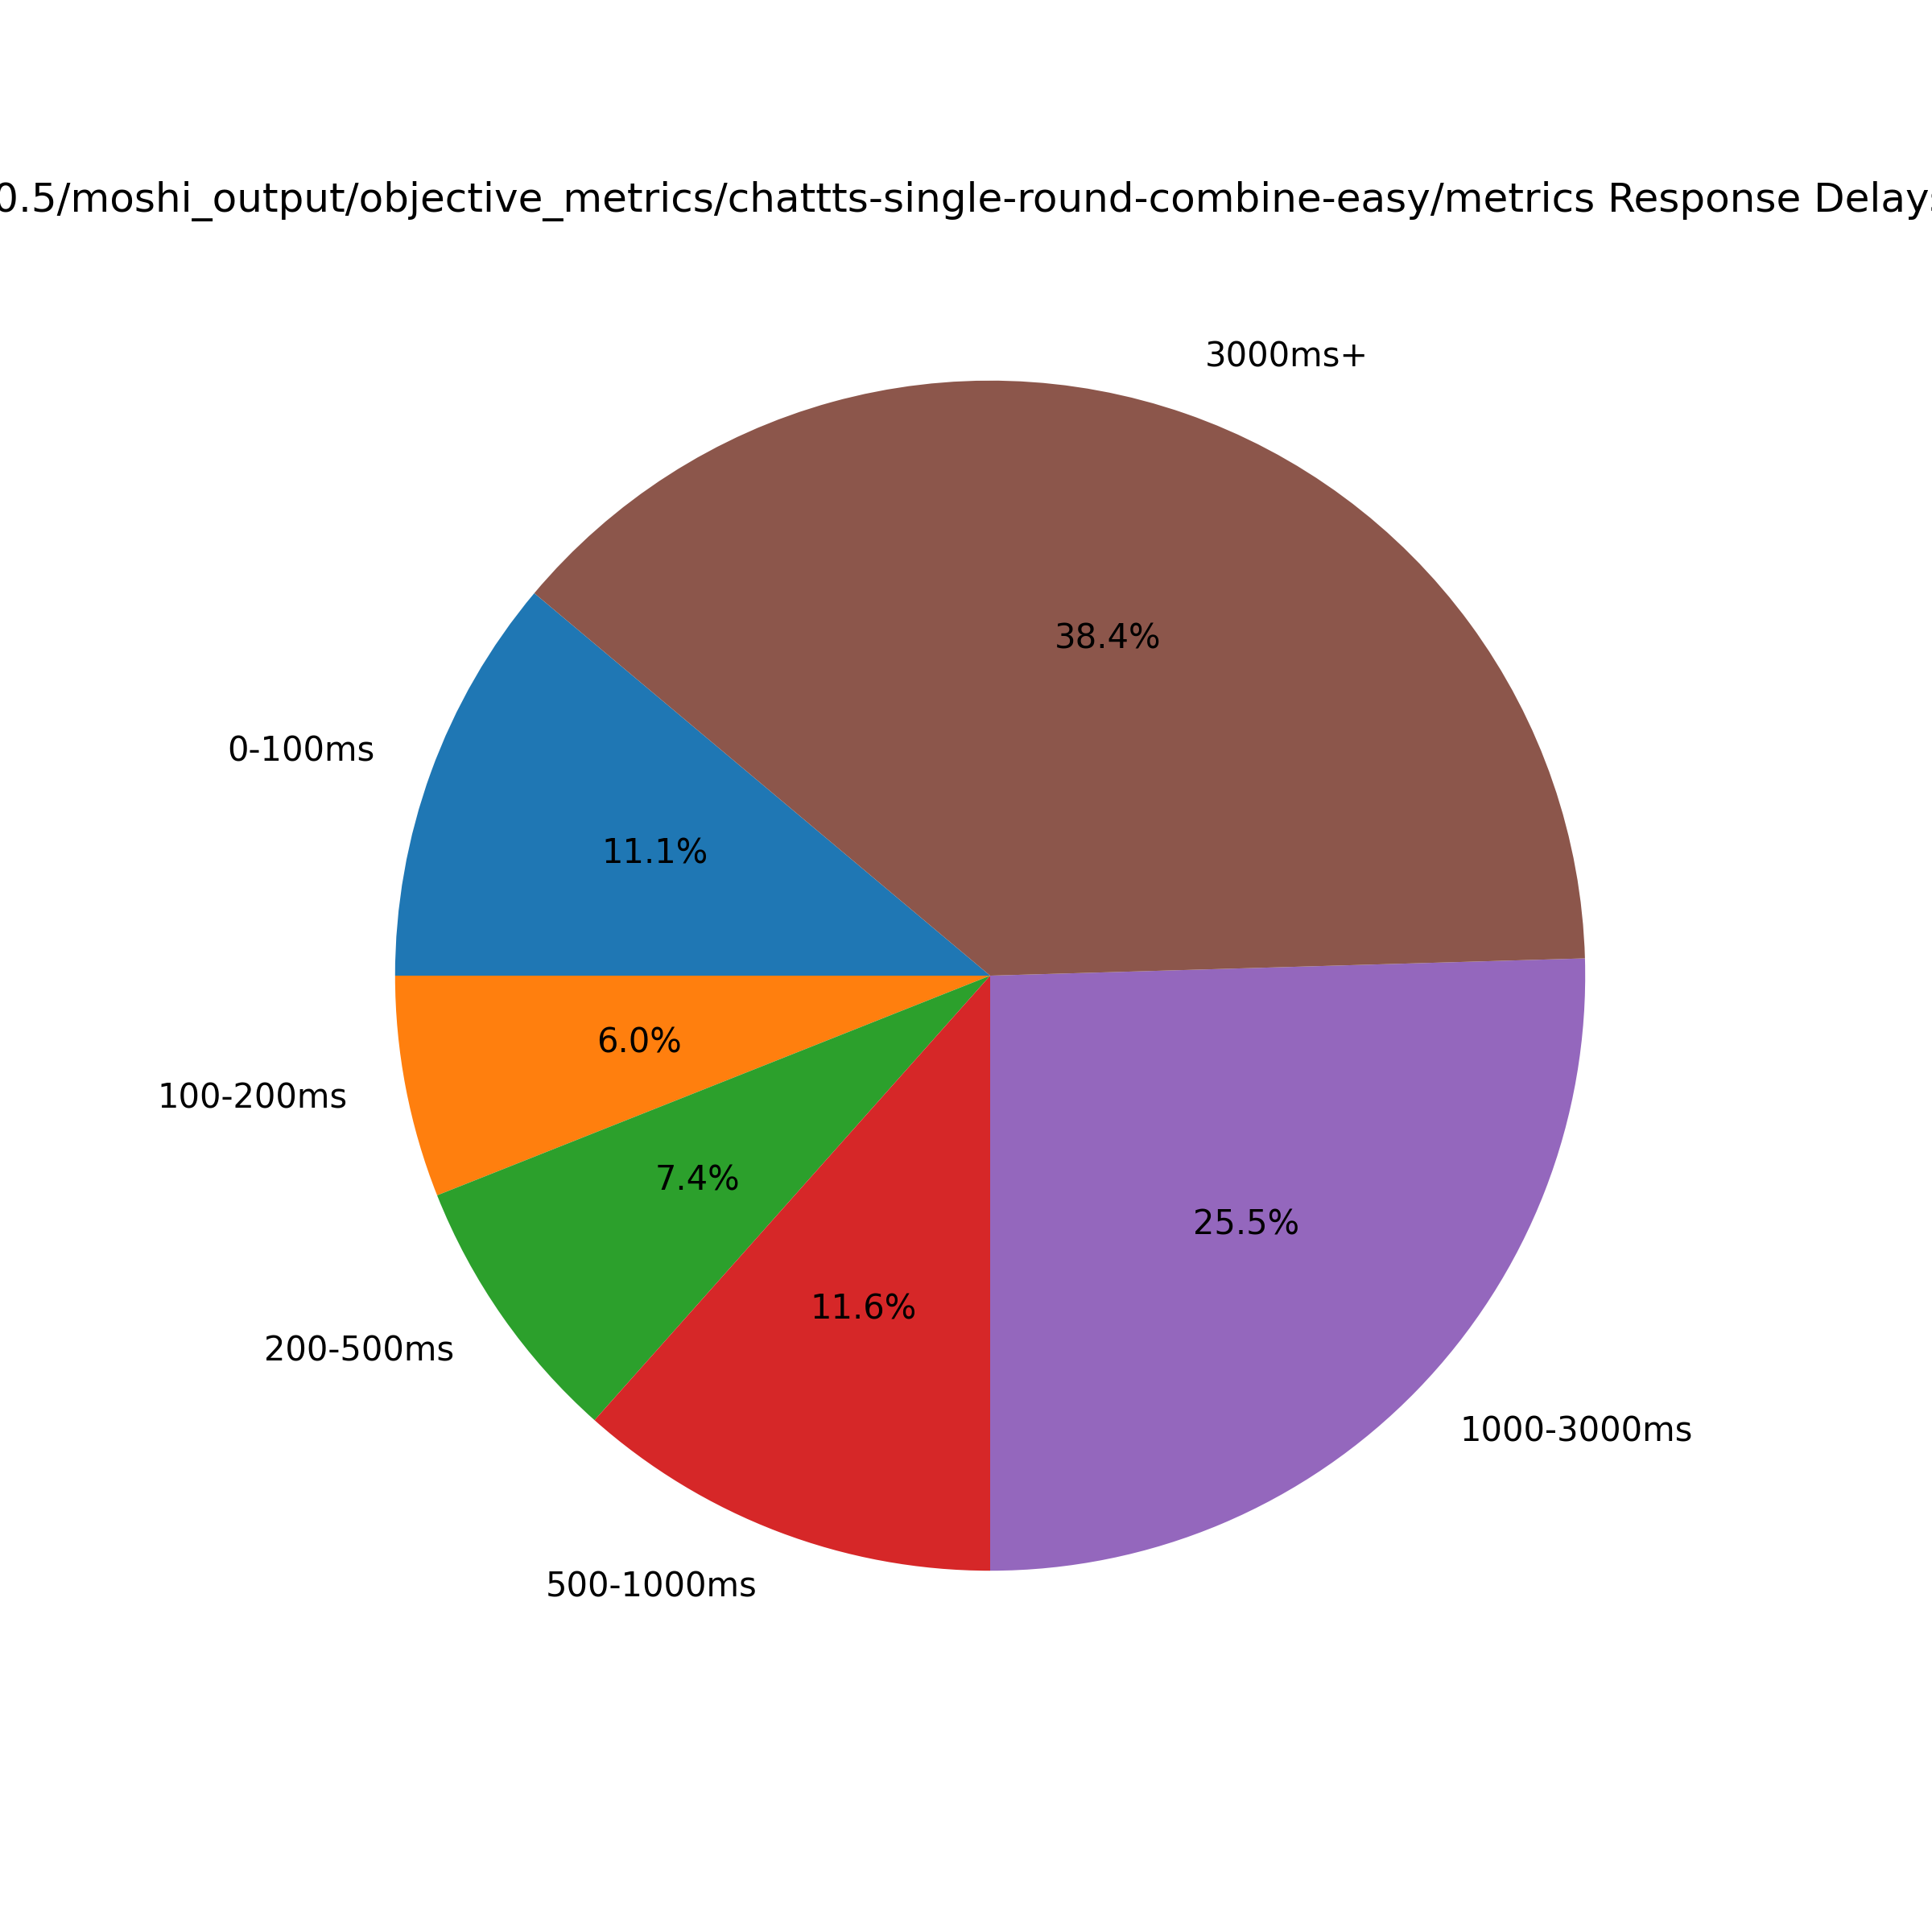 0.5/moshi_output/objective_metrics/chattts-single-round-combine-easy/metrics Response Delay
3000ms+
38.4%
0-100ms
11.1%
6.0%
100-200ms
7.4%
25.5%
11.6%
200-500ms
1000-3000ms
500-1000ms